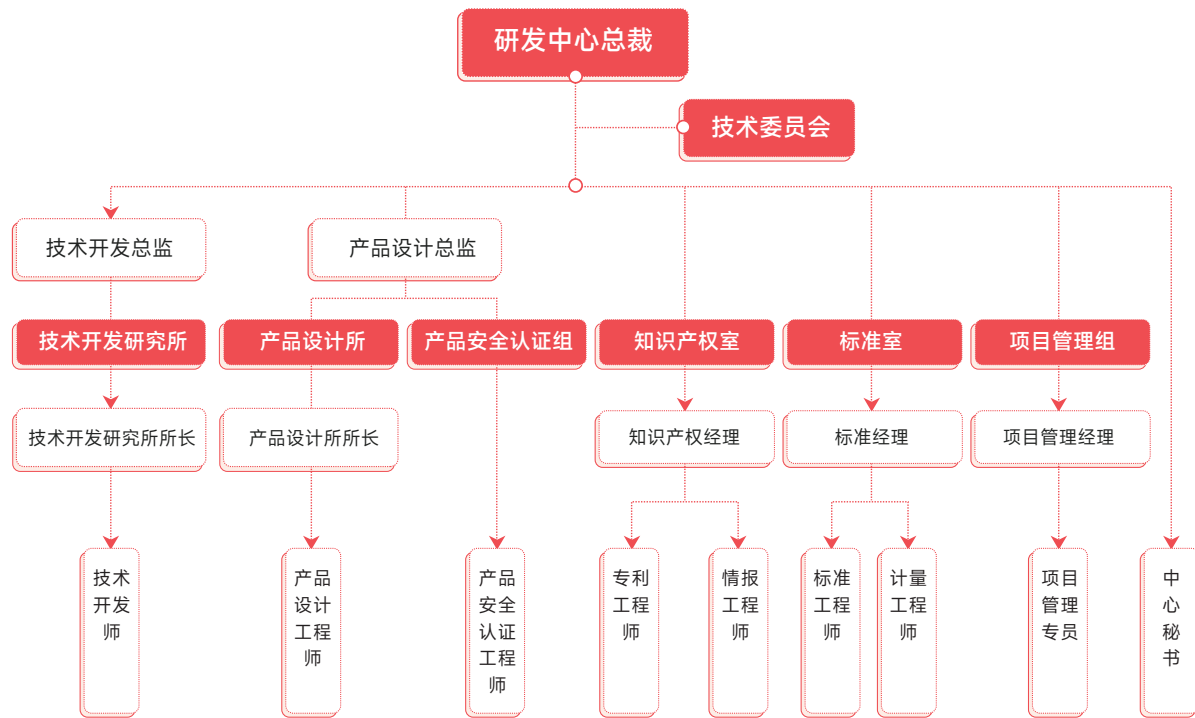 研发中心总裁
技术委员会
技术开发总监
产品设计总监
技术开发研究所
产品设计所
产品安全认证组
知识产权室
标准室
项目管理组
技术开发研究所所长
产品设计所所长
知识产权经理
标准经理
项目管理经理
技术
开发
师
产品
设计
工程
师
产品
安全
认证
工程
师
专利
工程
师
情报
工程
师
标准
工程
师
计量
工程
师
项目
管理
专员
中
心
秘
书